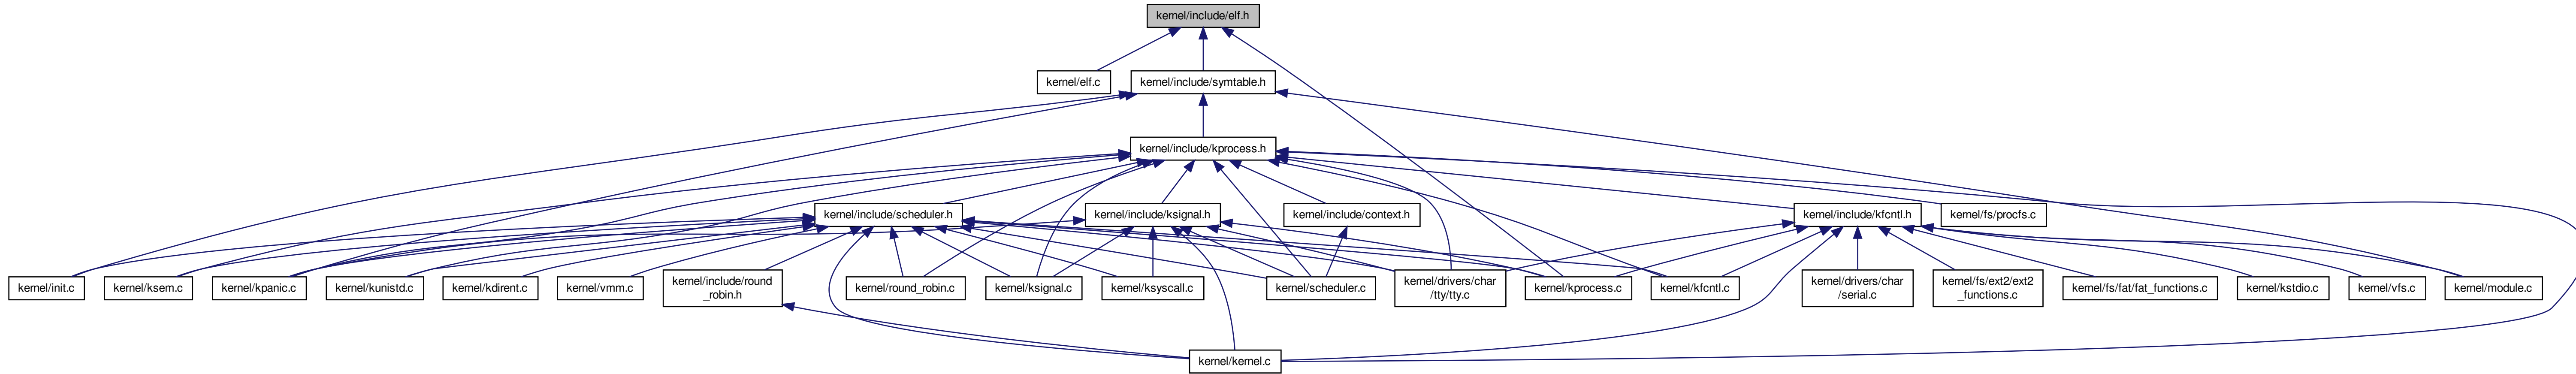 kernel/include/elf.h
kernel/elf.c
kernel/include/symtable.h
kernel/include/kprocess.h
kernel/include/scheduler.h
kernel/include/ksignal.h
kernel/include/context.h
kernel/include/kfcntl.h
kernel/fs/procfs.c
kernel/init.c
kernel/ksem.c
kernel/kpanic.c
kernel/kunistd.c
kernel/kdirent.c
kernel/vmm.c
kernel/include/round
_robin.h
kernel/round_robin.c
kernel/ksignal.c
kernel/ksyscall.c
kernel/scheduler.c
kernel/drivers/char
/tty/tty.c
kernel/kprocess.c
kernel/kfcntl.c
kernel/drivers/char
/serial.c
kernel/fs/ext2/ext2
_functions.c
kernel/fs/fat/fat_functions.c
kernel/kstdio.c
kernel/vfs.c
kernel/module.c
kernel/kernel.c